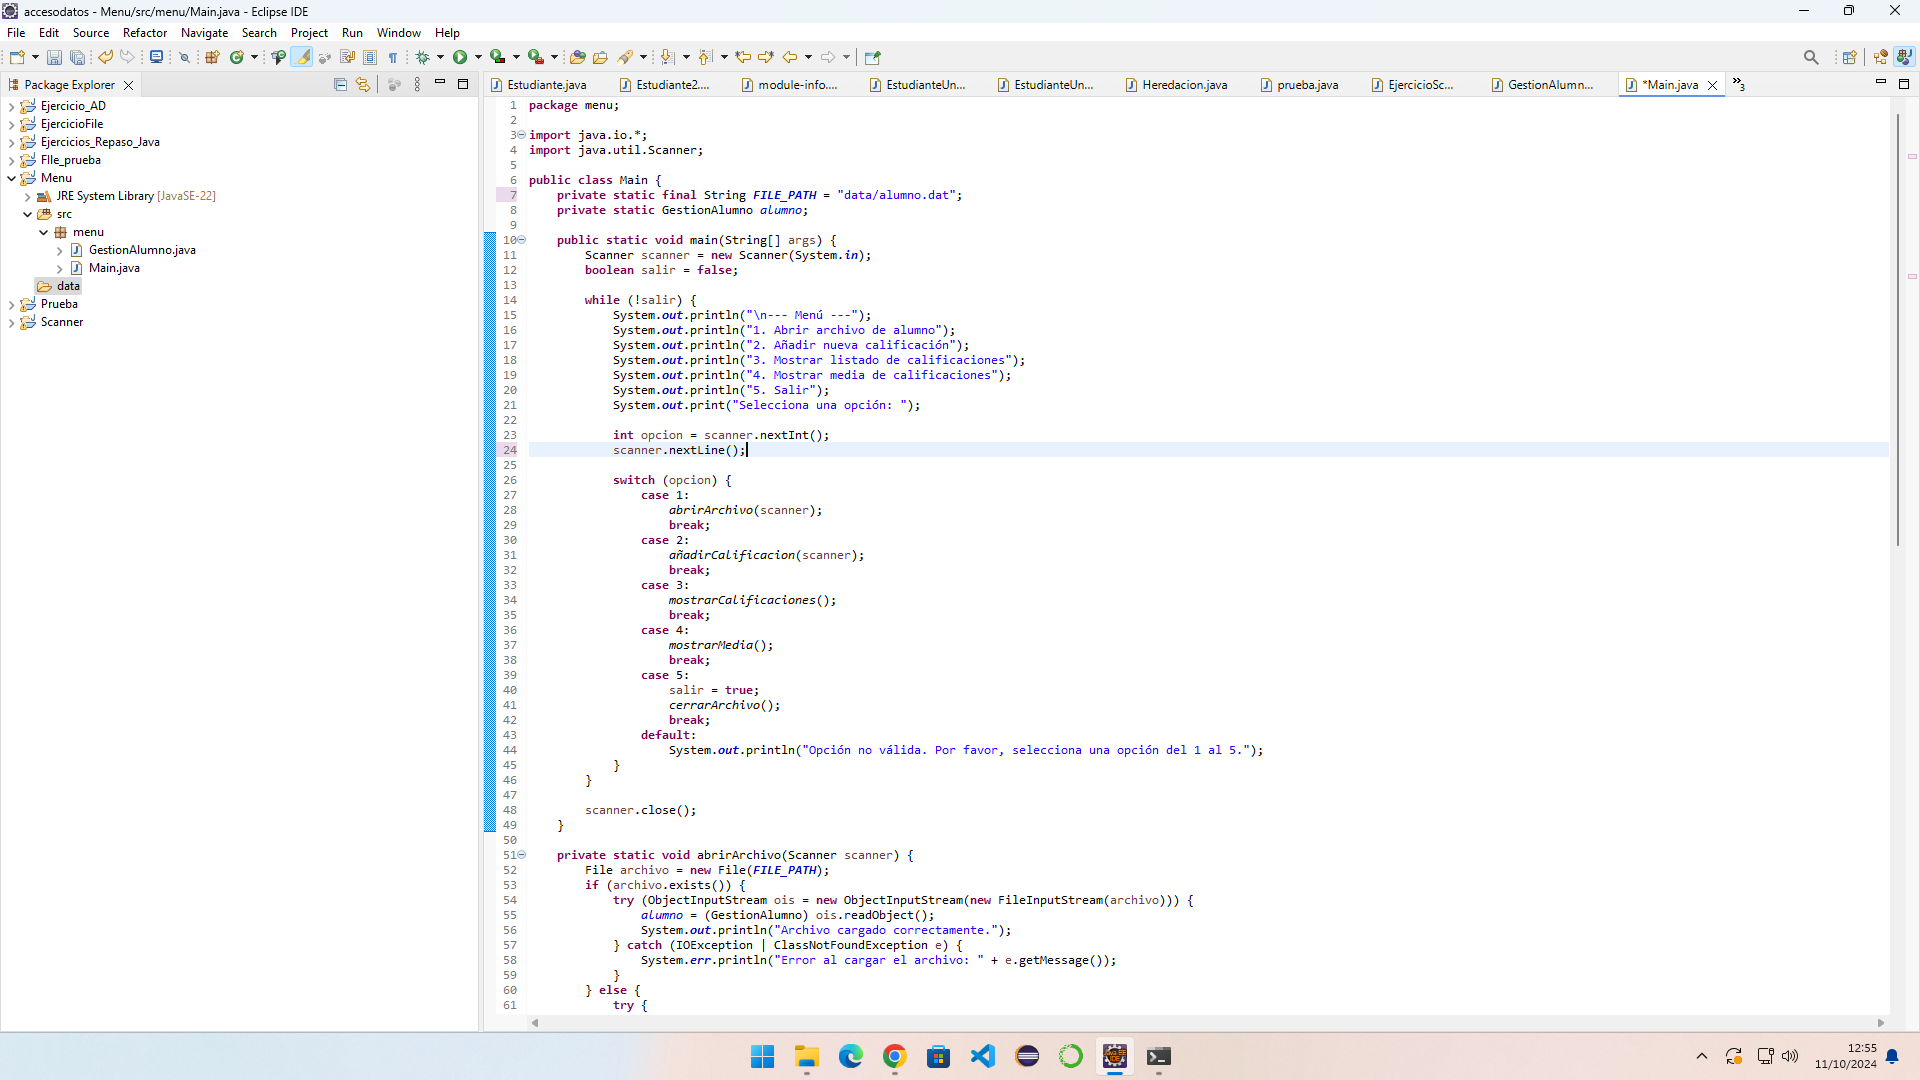 accesodatos - Menu/src/menu/Main.java - Eclipse IDE
File Edit Source Refactor Navigate Search Project Run Window Help
Package Explorer
Ejercicio_AD
EjercicioFile
Ejercicios_Repaso_Java
FIle_prueba
Menu
JRE System Library [JavaSE-22]
src
menu
GestionAlumno.java
Main.java
data
Prueba
Scanner
Estudiante.java Estudiante2.... module-info.... EstudianteUn... EstudianteUn... Heredacion.java prueba.java EjercicioSc... GestionAlumn... *Main.java »3
1 package menu;
2
3 import java.io.*;
4 import java.util.Scanner;
5
6 public class Main {
7 private static final String FILE_PATH = "data/alumno.dat";
8 private static GestionAlumno alumno;
9
10 public static void main(String[] args) {
11 Scanner scanner = new Scanner(System.in);
12 boolean salir = false;
13
14 while (!salir) {
15 System.out.println("\n--- Menú ---");
16 System.out.println("1. Abrir archivo de alumno");
17 System.out.println("2. Añadir nueva calificación");
18 System.out.println("3. Mostrar listado de calificaciones");
19 System.out.println("4. Mostrar media de calificaciones");
20 System.out.println("5. Salir");
21 System.out.print("Selecciona una opción: ");
22
23 int opcion = scanner.nextInt();
24 scanner.nextLine();
25
26 switch (opcion) {
27 case 1:
28 abrirArchivo(scanner);
29 break;
30 case 2:
31 añadirCalificacion(scanner);
32 break;
33 case 3:
34 mostrarCalificaciones();
35 break;
36 case 4:
37 mostrarMedia();
38 break;
39 case 5:
40 salir = true;
41 cerrarArchivo();
42 break;
43 default:
44 System.out.println("Opción no válida. Por favor, selecciona una opción del 1 al 5.");
45 }
46 }
47
48 scanner.close();
49 }
50
51 private static void abrirArchivo(Scanner scanner) {
52 File archivo = new File(FILE_PATH);
53 if (archivo.exists()) {
54 try (ObjectInputStream ois = new ObjectInputStream(new FileInputStream(archivo))) {
55 alumno = (GestionAlumno) ois.readObject();
56 System.out.println("Archivo cargado correctamente.");
57 } catch (IOException | ClassNotFoundException e) {
58 System.err.println("Error al cargar el archivo: " + e.getMessage());
59 }
60 } else {
61 try {
12:55
11/10/2024